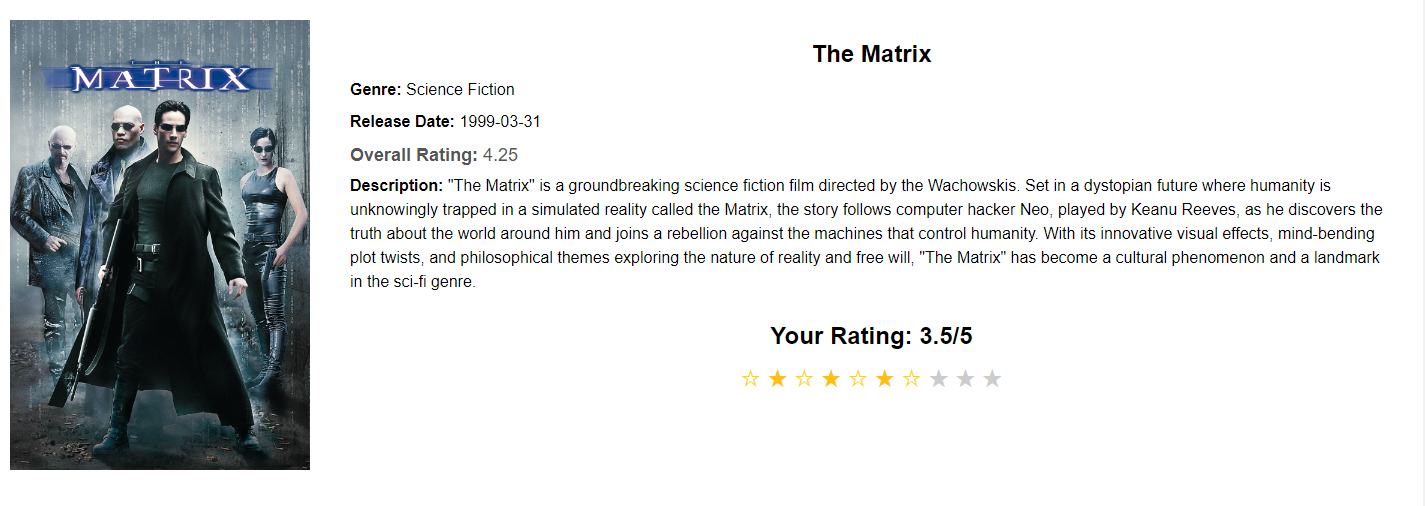 THE
MATRIX
The Matrix
Genre: Science Fiction
Release Date: 1999-03-31
Overall Rating: 4.25
Description: "The Matrix" is a groundbreaking science fiction film directed by the Wachowskis. Set in a dystopian future where humanity is
unknowingly trapped in a simulated reality called the Matrix, the story follows computer hacker Neo, played by Keanu Reeves, as he discovers the
truth about the world around him and joins a rebellion against the machines that control humanity. With its innovative visual effects, mind-bending
plot twists, and philosophical themes exploring the nature of reality and free will, "The Matrix" has become a cultural phenomenon and a landmark
in the sci-fi genre.
Your Rating: 3.5/5